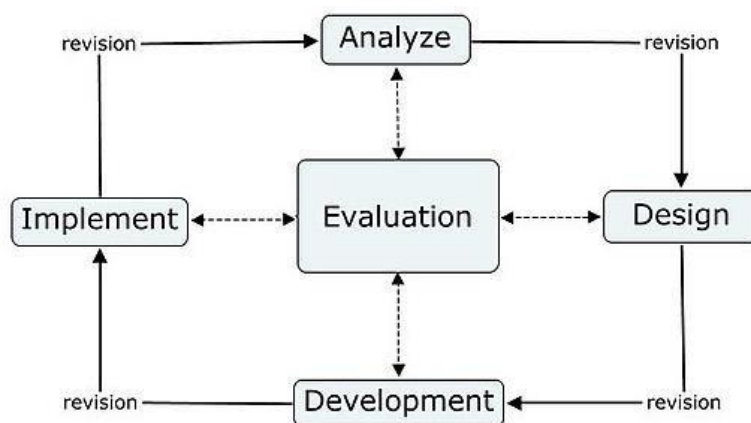 Analyze
revision
revision
Implement
Evaluation
Design
revision
Development
revision